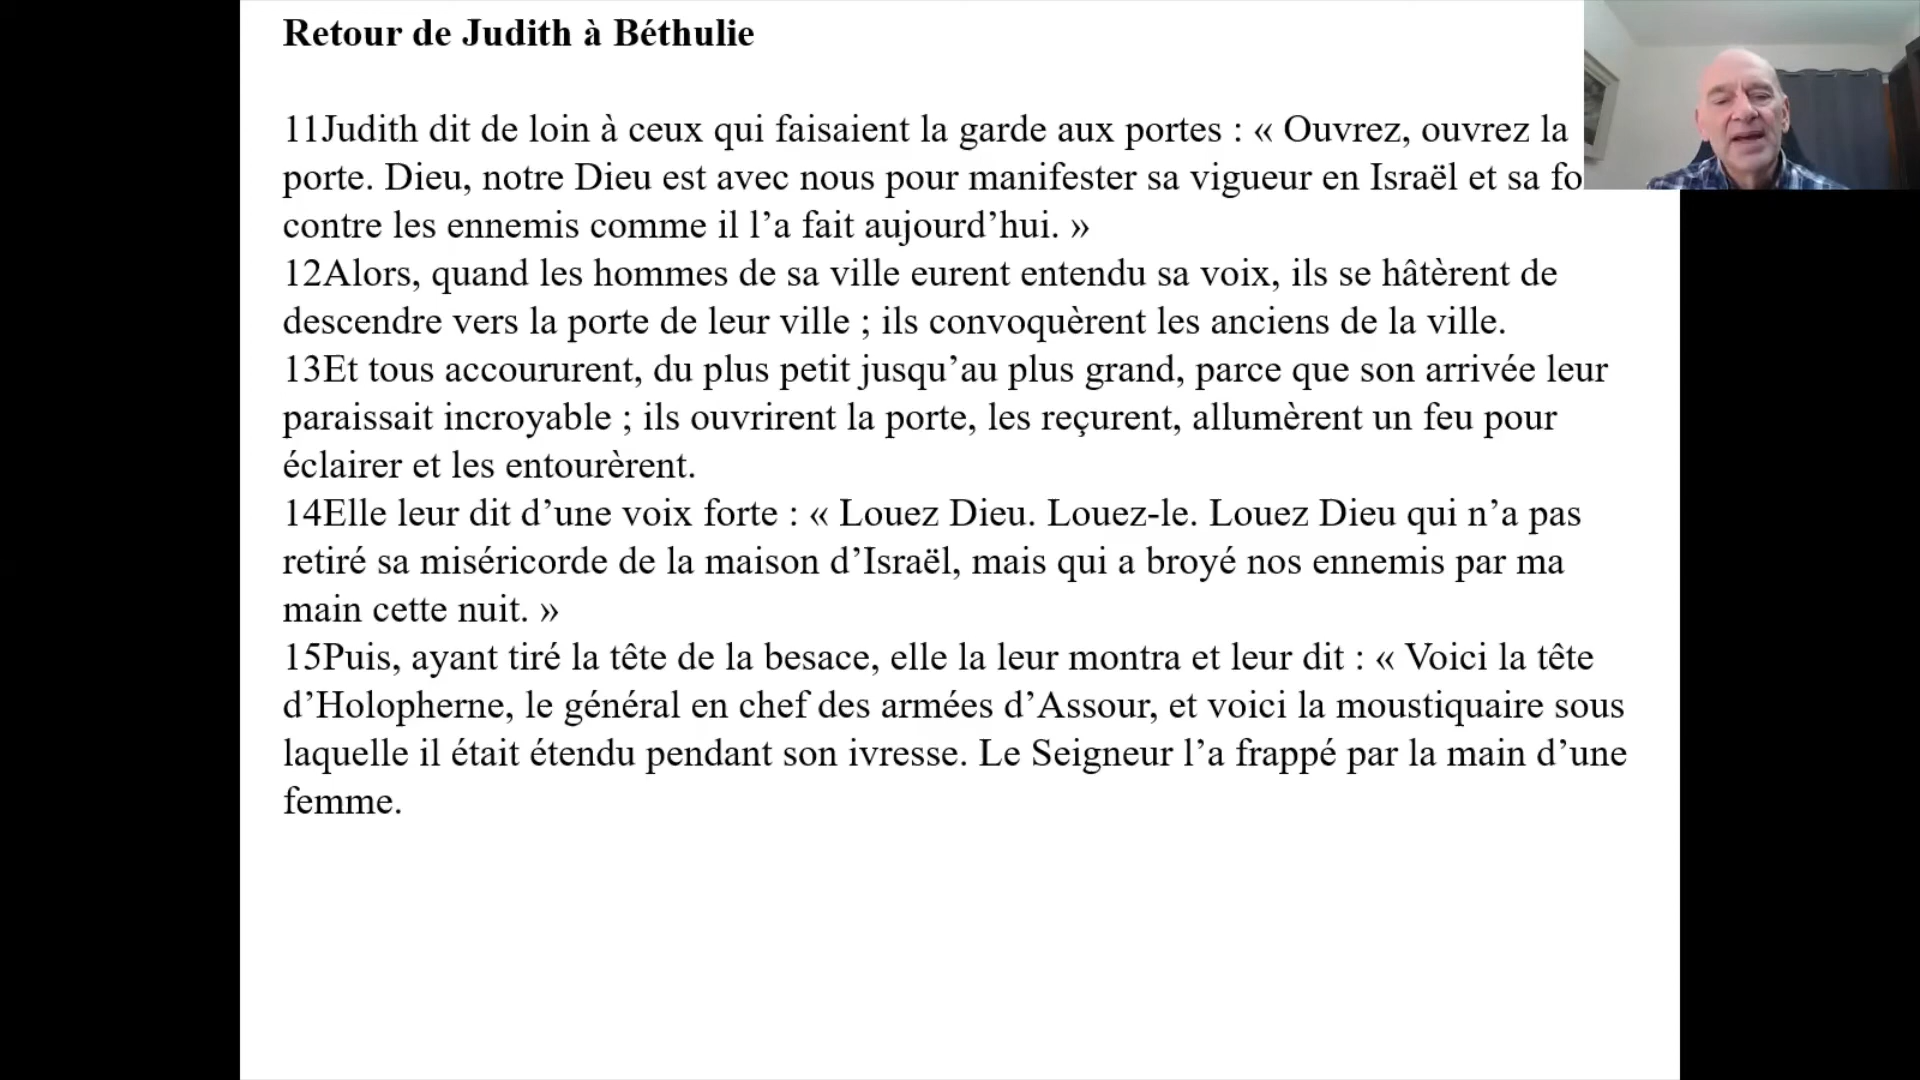 Retour de Judith à Béthulie
11Judith dit de loin à ceux qui faisaient la garde aux portes : « Ouvrez, ouvrez la
porte. Dieu, notre Dieu est avec nous pour manifester sa vigueur en Israël et sa fo
contre les ennemis comme il l’a fait aujourd’hui. »
12Alors, quand les hommes de sa ville eurent entendu sa voix, ils se hâtèrent de
descendre vers la porte de leur ville ; ils convoquèrent les anciens de la ville.
13Et tous accoururent, du plus petit jusqu’au plus grand, parce que son arrivée leur
paraissait incroyable ; ils ouvrirent la porte, les reçurent, allumèrent un feu pour
éclairer et les entourèrent.
14Elle leur dit d’une voix forte : « Louez Dieu. Louez-le. Louez Dieu qui n’a pas
retiré sa miséricorde de la maison d’Israël, mais qui a broyé nos ennemis par ma
main cette nuit. »
15Puis, ayant tiré la tête de la besace, elle la leur montra et leur dit : « Voici la tête
d’Holopherne, le général en chef des armées d’Assour, et voici la moustiquaire sous
laquelle il était étendu pendant son ivresse. Le Seigneur l’a frappé par la main d’une
femme.